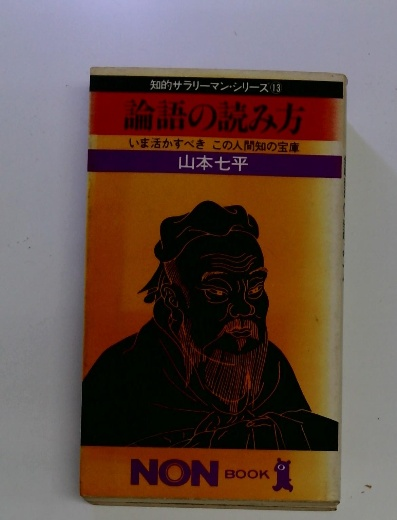 知的サラリーマン・シリーズ13
論語の読み方
いま活かすべき この人間知の宝庫
山本七平
NON BOOK